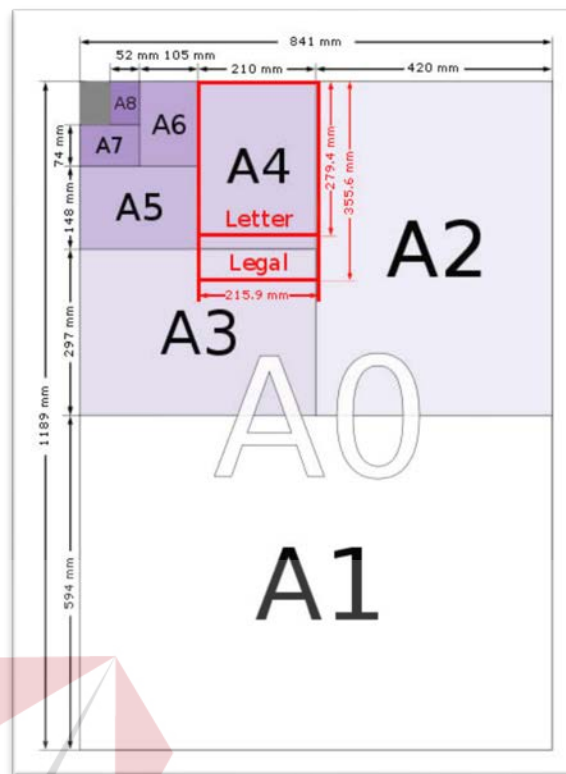 841 mm
52 mm 105 mm
210 mm
420 mm
A8
A6
A7
A4
74 mm
279.4 mm
355.6 mm
A5
Letter
148 mm
A2
Legal
215.9 mm
A3
297 mm
A0
1189 mm
A1
594 mm